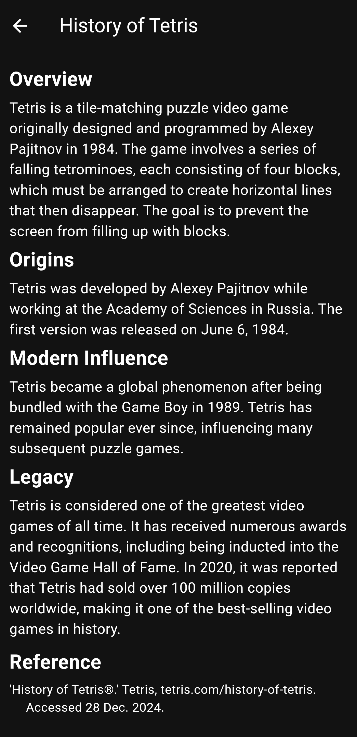 History of Tetris
Overview
Tetris is a tile-matching puzzle video game
originally designed and programmed by Alexey
Pajitnov in 1984. The game involves a series of
falling tetrominoes, each consisting of four blocks,
which must be arranged to create horizontal lines
that then disappear. The goal is to prevent the
screen from filling up with blocks.
Origins
Tetris was developed by Alexey Pajitnov while
working at the Academy of Sciences in Russia. The
first version was released on June 6, 1984.
Modern Influence
Tetris became a global phenomenon after being
bundled with the Game Boy in 1989. Tetris has
remained popular ever since, influencing many
subsequent puzzle games.
Legacy
Tetris is considered one of the greatest video
games of all time. It has received numerous awards
and recognitions, including being inducted into the
Video Game Hall of Fame. In 2020, it was reported
that Tetris had sold over 100 million copies
worldwide, making it one of the best-selling video
games in history.
Reference
'History of Tetris®.' Tetris, tetris.com/history-of-tetris.
Accessed 28 Dec. 2024.